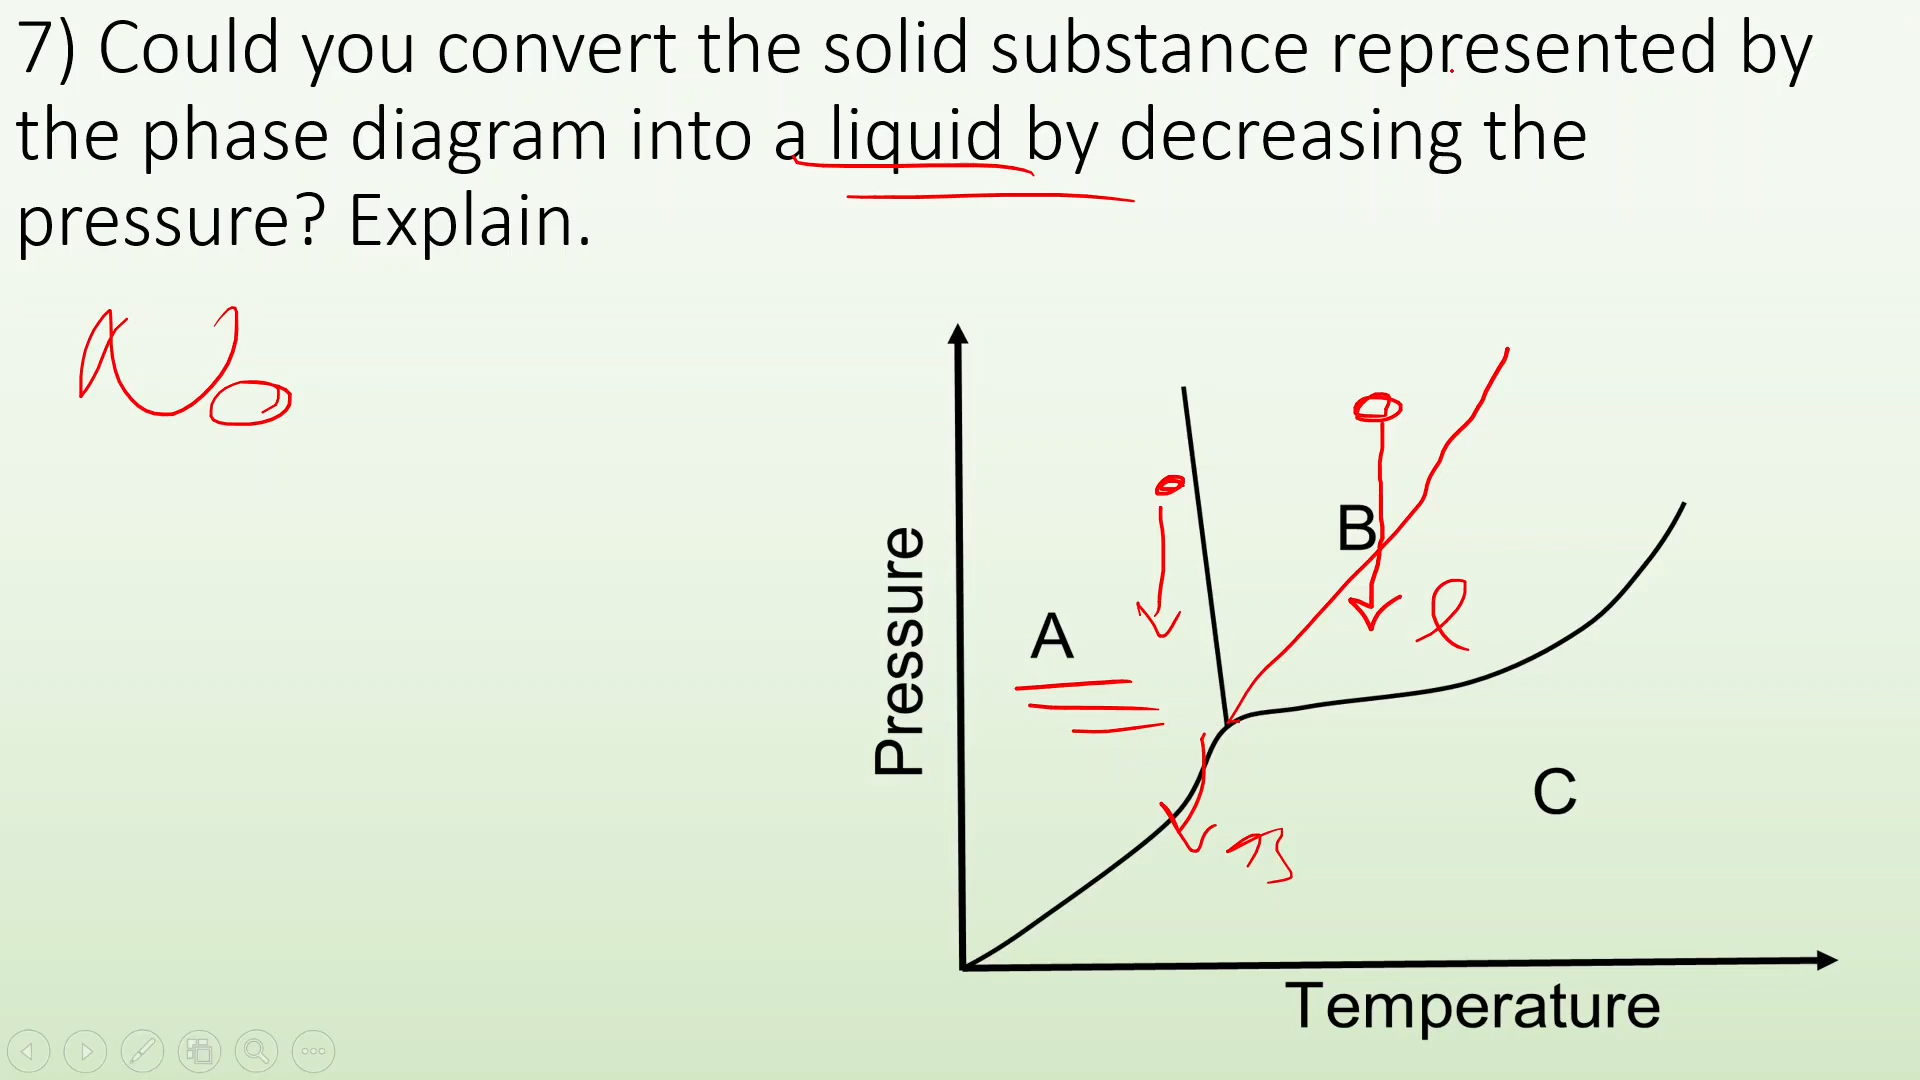 7) Could you convert the solid substance represented by
the phase diagram into a liquid by decreasing the
pressure? Explain.
No
B
l
A
Pressure
C
g
Temperature